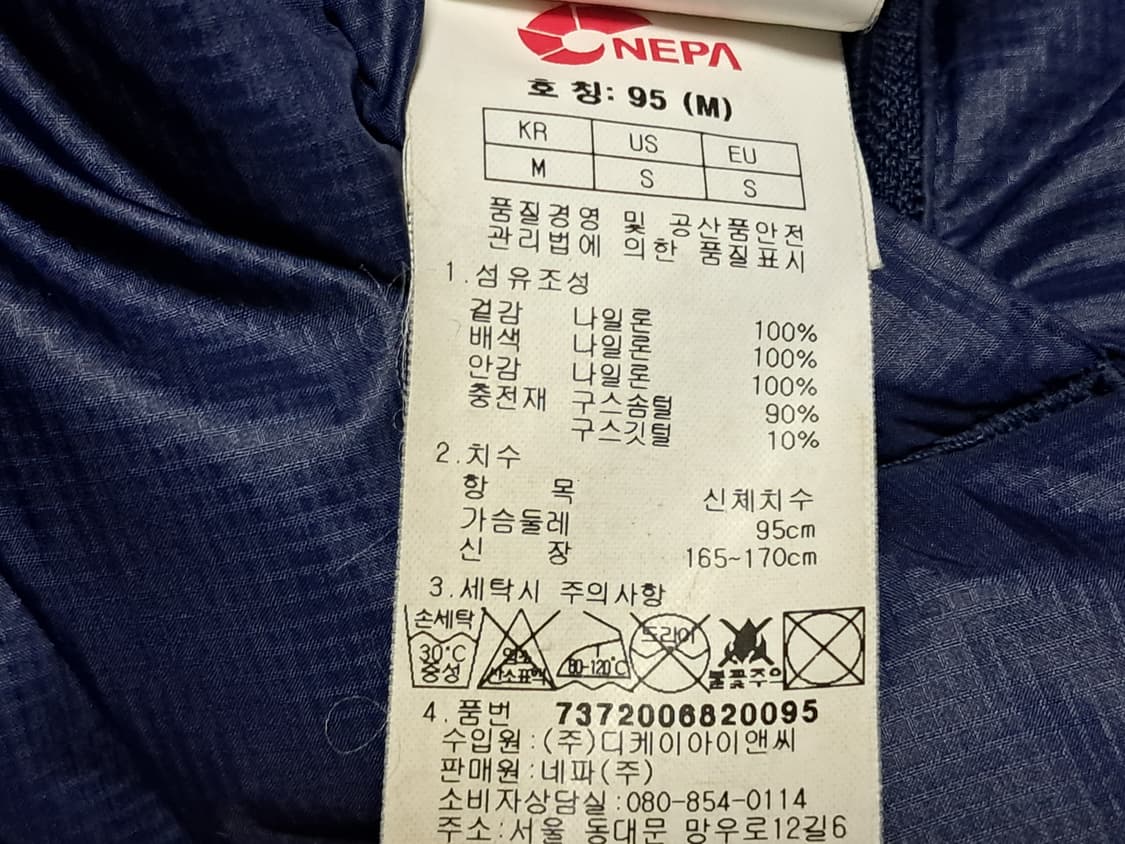 NEPA
호 칭: 95 (M)
KR US EU
M S S
품질경영 및 공산품안전
관리법에 의한 품질표시
1.섬유조성
겉감 나일론 100%
배색 나일론 100%
안감 나일론 100%
충전재 구스솜털 90%
구스깃털 10%
2.치수
항 목 신체치수
가슴둘레 95cm
신 장 165~170cm
3.세탁시 주의사항
손세탁 30°C 중성
염소 산소표백
80-120°C
드라이
불꽃주의
4.품번 7372006820095
수입원:(주)디케이아이앤씨
판매원:네파(주)
소비자상담실:080-854-0114
주소:서울 동대문 망우로12길6